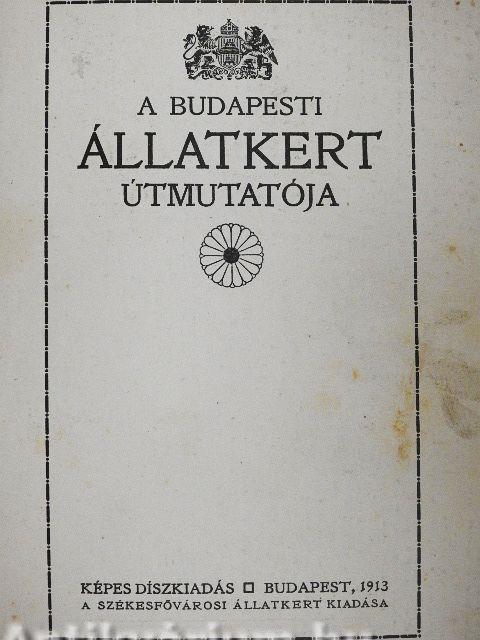 A BUDAPESTI
ÁLLATKERT
ÚTMUTATÓJA
KÉPES DÍSZKIADÁS □ BUDAPEST, 1913
A SZÉKESFŐVÁROSI ÁLLATKERT KIADÁSA